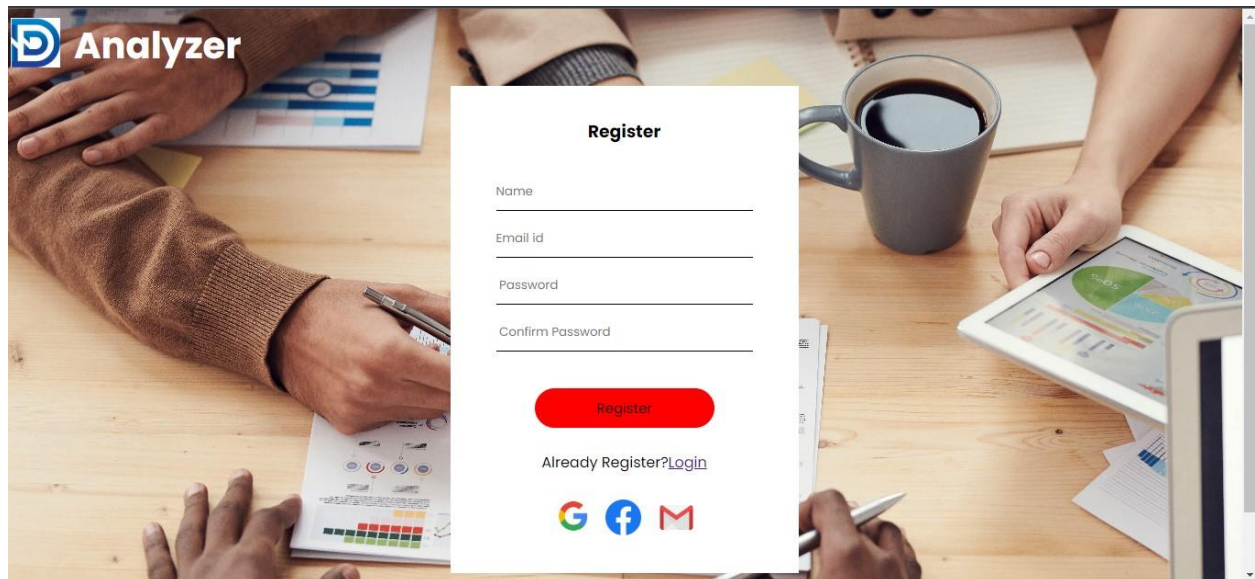 Analyzer
Register
Name
Email id
Password
Confirm Password
Register
Already Register?Login